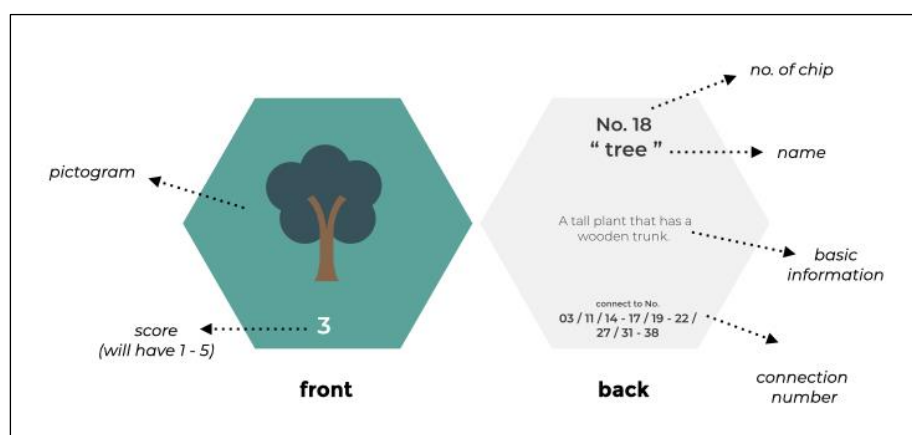 no. of chip
No. 18
“ tree ”
name
pictogram
A tall plant that has a
wooden trunk.
basic
information
connect to No.
03 / 11 / 14 - 17 / 19 - 22 /
27 / 31 - 38
score
(will have 1 - 5)
3
connection
number
front
back